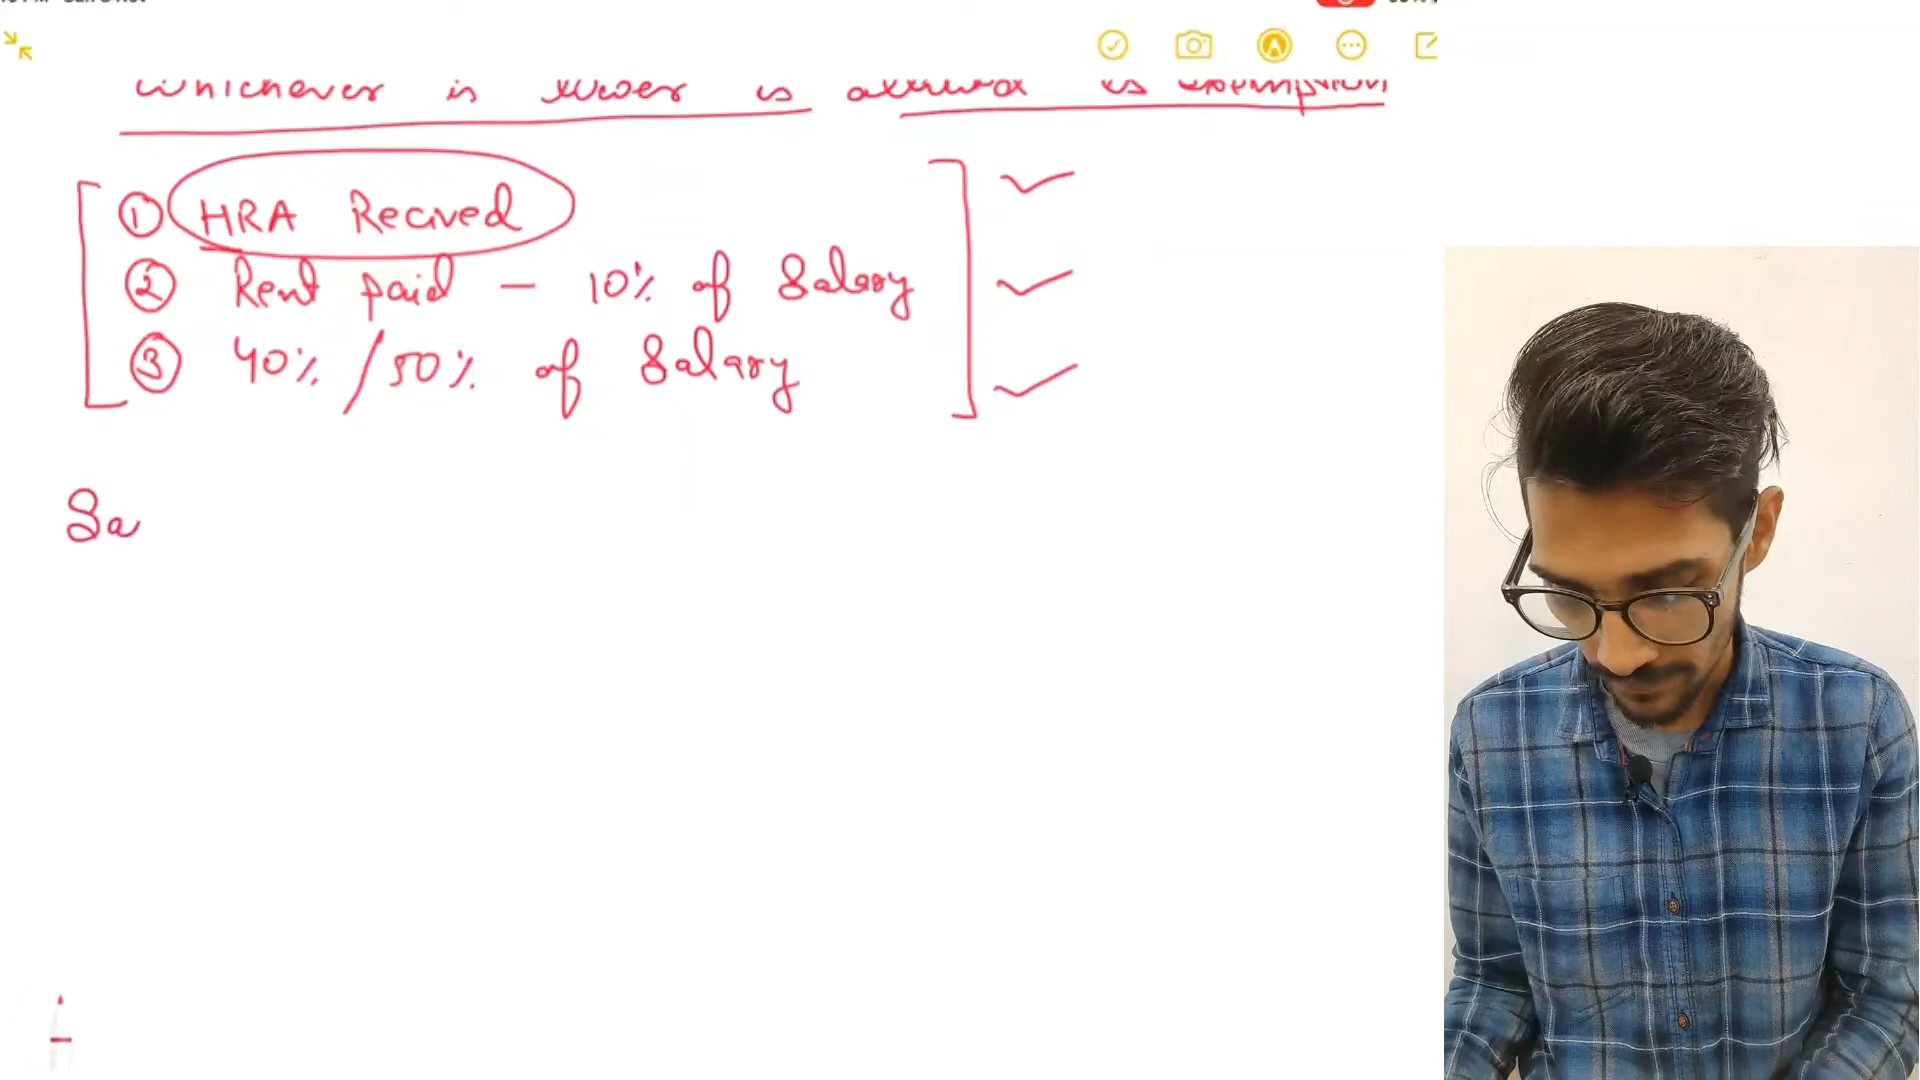 whichever is lower is allowed as exemption
① HRA Recived
② Rent paid - 10% of Salary
③ 40% / 50% of Salary
Sa